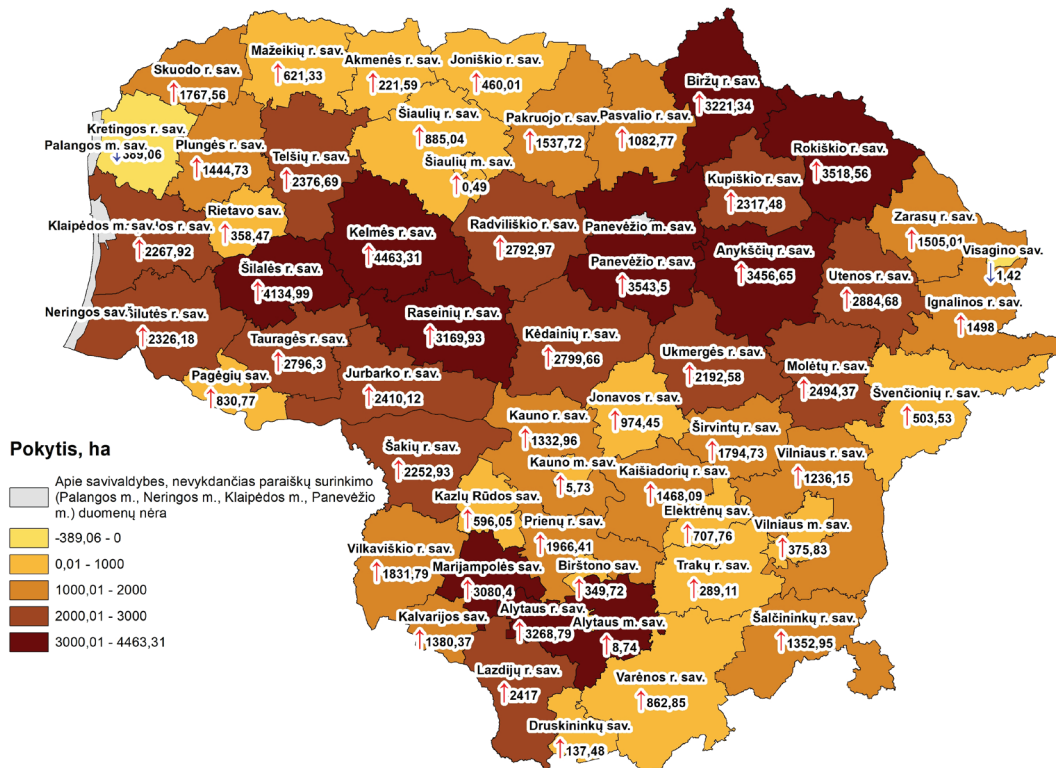 Mažeikių r. sav.
621,33
Akmenės r. sav.
221,59
Joniškio r. sav.
460,01
Skuodo r. sav.
1767,56
Biržų r. sav.
3221,34
Kretingos r. sav.
Palangos m. sav.
389,06
Plungės r. sav.
1444,73
Telšių r. sav.
2376,69
Šiaulių r. sav.
885,04
Šiaulių m. sav.
0,49
Pakruojo r. sav.
1537,72
Pasvalio r. sav.
1082,77
Rokiškio r. sav.
3518,56
Kupiškio r. sav.
2317,48
Rietavo sav.
358,47
Klaipėdos m. sav.
os r. sav.
2267,92
Kelmės r. sav.
4463,31
Radviliškio r. sav.
2792,97
Panevėžio m. sav.
Panevėžio r. sav.
3543,5
Anykščių r. sav.
3456,65
Zarasų r. sav.
1505,01
Visagino sav.
1,42
Šilalės r. sav.
4134,99
Utenos r. sav.
2884,68
Ignalinos r. sav.
1498
Neringos sav.
Šilutės r. sav.
2326,18
Raseinių r. sav.
3169,93
Tauragės r. sav.
2796,3
Kėdainių r. sav.
2799,66
Ukmergės r. sav.
2192,58
Molėtų r. sav.
2494,37
Pagėgių sav.
830,77
Jurbarko r. sav.
2410,12
Jonavos r. sav.
974,45
Švenčionių r. sav.
503,53
Kauno r. sav.
1332,96
Širvintų r. sav.
1794,73
Šakių r. sav.
2252,93
Kauno m. sav.
5,73
Kaišiadorių r. sav.
1468,09
Vilniaus r. sav.
1236,15
Kazlų Rūdos sav.
596,05
Elektrėnų sav.
707,76
Prienų r. sav.
1966,41
Vilniaus m. sav.
375,83
Vilkaviškio r. sav.
1831,79
Marijampolės sav.
3080,4
Birštono sav.
349,72
Trakų r. sav.
289,11
Kalvarijos sav.
1380,37
Alytaus r. sav.
3268,79
Alytaus m. sav.
8,74
Šalčininkų r. sav.
1352,95
Lazdijų r. sav.
2417
Varėnos r. sav.
862,85
Druskininkų sav.
137,48
Pokytis, ha
Apie savivaldybes, nevykdančias paraiškų surinkimo
(Palangos m., Neringos m., Klaipėdos m., Panevėžio
m.) duomenų nėra
-389,06 - 0
0,01 - 1000
1000,01 - 2000
2000,01 - 3000
3000,01 - 4463,31